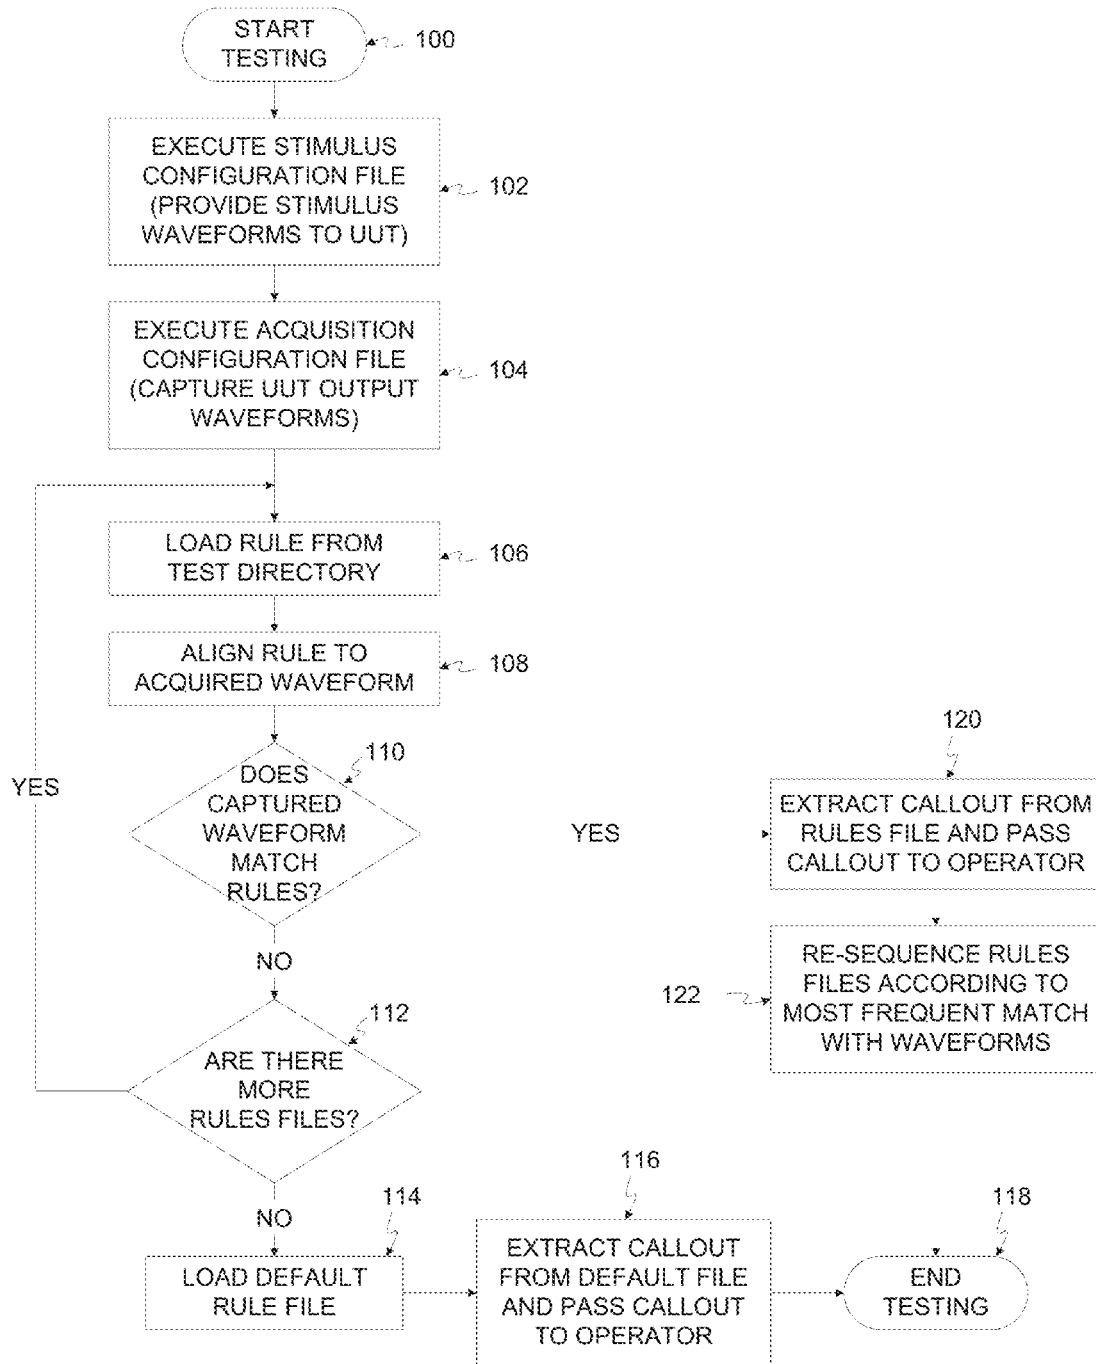 START
TESTING
100
EXECUTE STIMULUS
CONFIGURATION FILE
(PROVIDE STIMULUS
WAVEFORMS TO UUT)
102
EXECUTE ACQUISITION
CONFIGURATION FILE
(CAPTURE UUT OUTPUT
WAVEFORMS)
104
LOAD RULE FROM
TEST DIRECTORY
106
ALIGN RULE TO
ACQUIRED WAVEFORM
108
YES
DOES
CAPTURED
WAVEFORM
MATCH
RULES?
110
YES
120
EXTRACT CALLOUT FROM
RULES FILE AND PASS
CALLOUT TO OPERATOR
NO
122
RE-SEQUENCE RULES
FILES ACCORDING TO
MOST FREQUENT MATCH
WITH WAVEFORMS
112
ARE THERE
MORE
RULES FILES?
NO
114
LOAD DEFAULT
RULE FILE
116
EXTRACT CALLOUT
FROM DEFAULT FILE
AND PASS CALLOUT
TO OPERATOR
118
END
TESTING